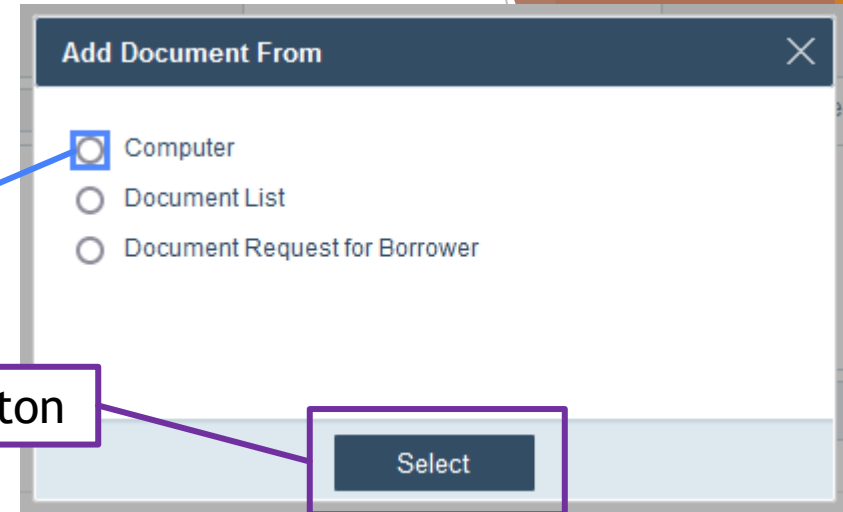 Add Document From
Computer
Document List
Document Request for Borrower
ton
Select